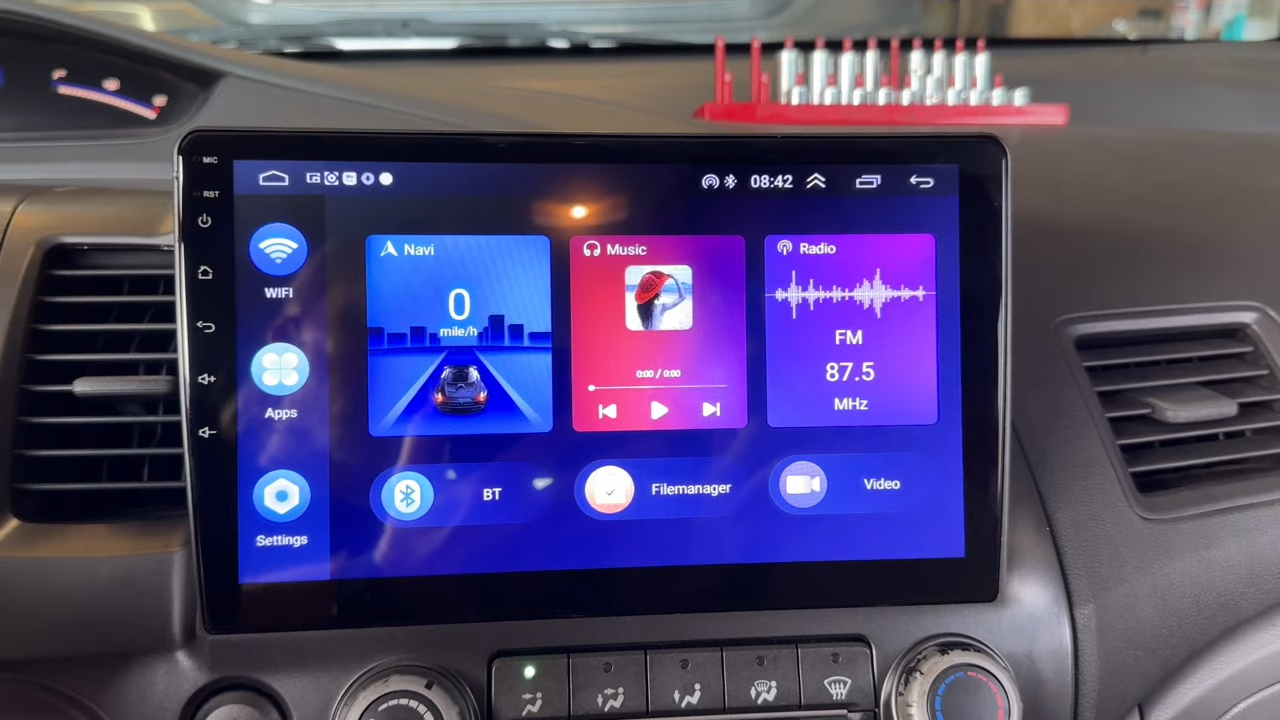 MIC
RST
08:42
WIFI
Apps
Settings
Navi
0
mile/h
Music
0:00 / 0:00
Radio
FM
87.5
MHz
BT
Filemanager
Video